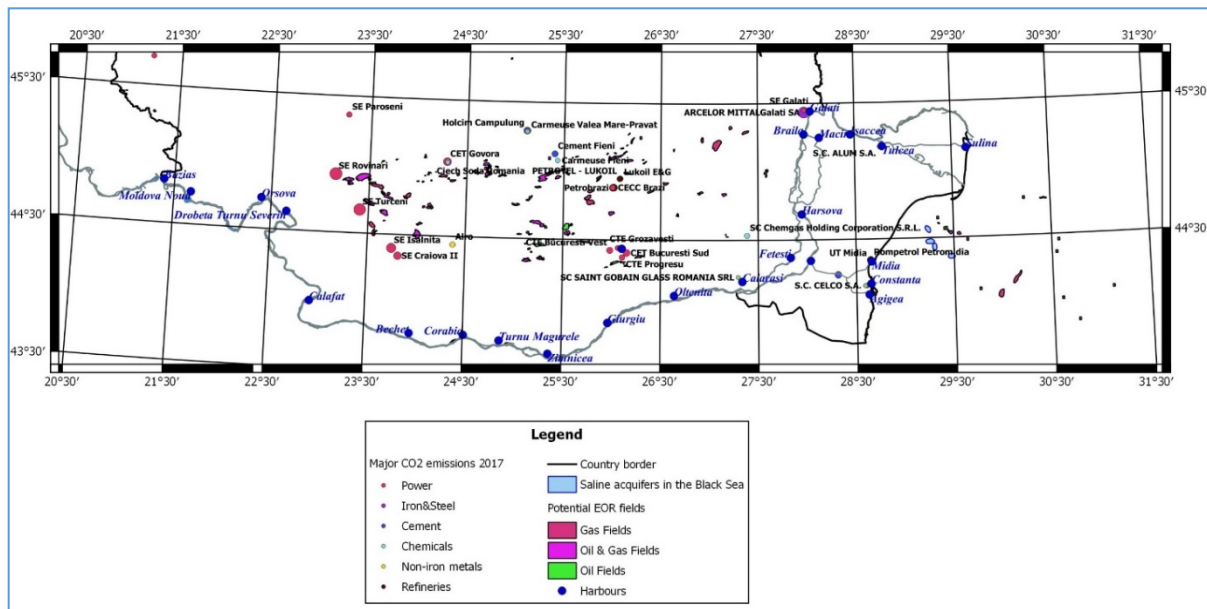 20°30' 21°30' 22°30' 23°30' 24°30' 25°30' 26°30' 27°30' 28°30' 29°30' 30°30' 31°30'
45°30' 45°30'
SE Paroseni
SE Galati
ARCELOR MITTALGalati SA Galati
Holcim Campulung Carmeuse Valea Mare-Pravat
Braila Macin Isaccea
Cement Fieni
S.C. ALUM S.A. Tulcea Sulina
CET Govora Carmeuse Fieni
SE Rovinari Ciech Soda Romania PETROTEL - LUKOIL Lukoil E&G
Bazias
Moldova Noua Orsova Petrobrazi CECC Brazi
44°30' Drobeta Turnu Severin SE Turceni Harsova 44°30'
SC Chemgas Holding Corporation S.R.L.
SE Isalnita Alro CTE Bucuresti Vest CTE Grozavesti
SE Craiova II CET Bucuresti Sud Fetesti UT Midia Rompetrol Petromidia
CTE Progresu Midia
SC SAINT GOBAIN GLASS ROMANIA SRL Calarasi S.C. CELCO S.A. Constanta
Calafat Oltenita Agigea
Bechet Corabia Turnu Magurele Giurgiu
43°30' Zimnicea 43°30'
20°30' 21°30' 22°30' 23°30' 24°30' 25°30' 26°30' 27°30' 28°30' 29°30' 30°30' 31°30'
Legend
Major CO2 emissions 2017
Power
Iron&Steel
Cement
Chemicals
Non-iron metals
Refineries
Country border
Saline acquifers in the Black Sea
Potential EOR fields
Gas Fields
Oil & Gas Fields
Oil Fields
Harbours